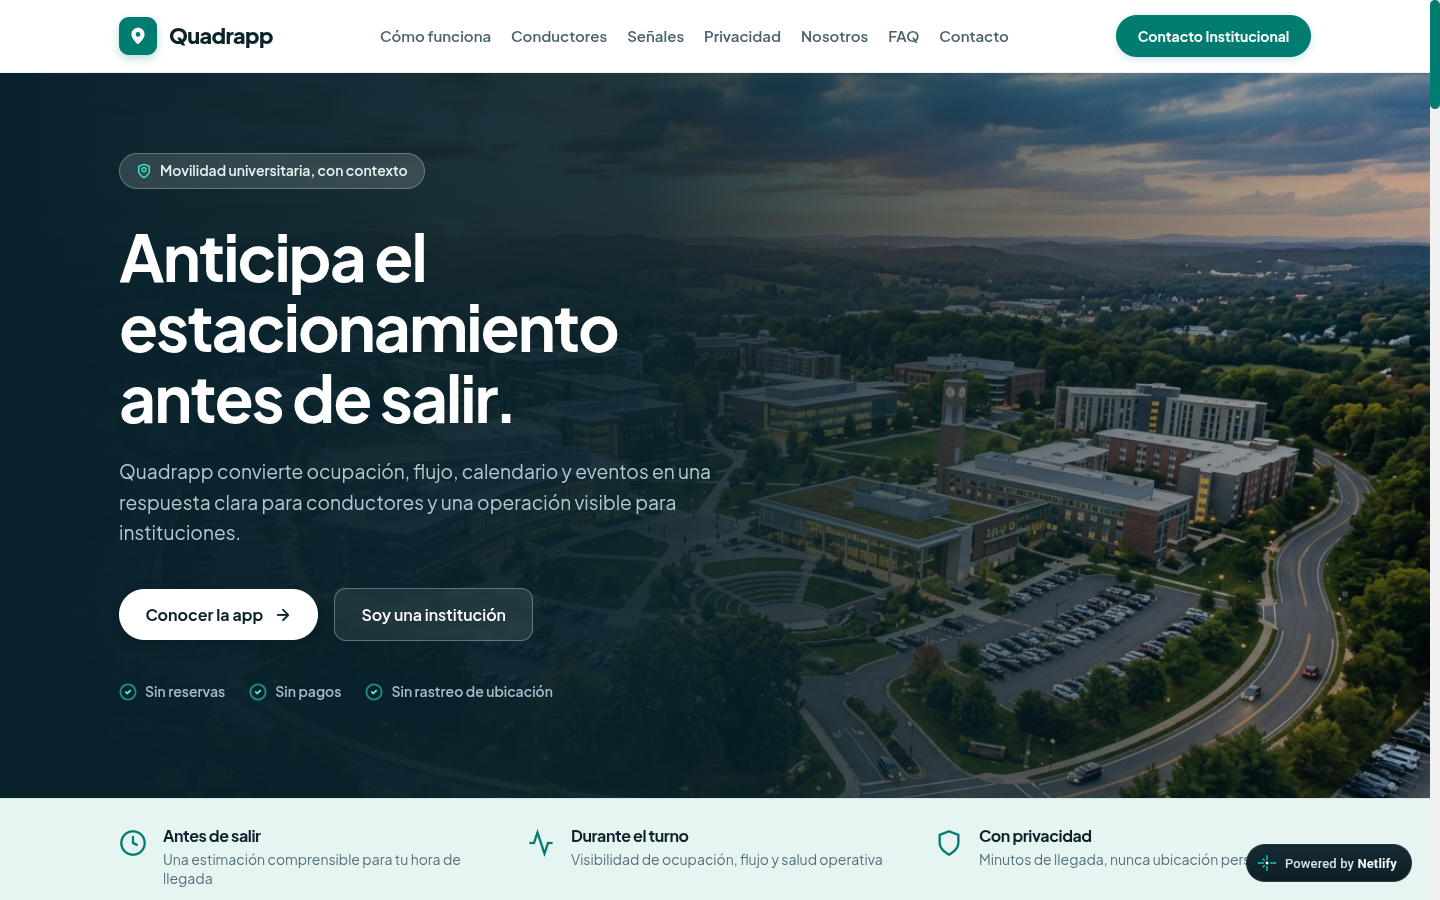 Quadrapp
Cómo funciona
Conductores
Señales
Privacidad
Nosotros
FAQ
Contacto
Contacto Institucional
Movilidad universitaria, con contexto
Anticipa el
estacionamiento
antes de salir.
Quadrapp convierte ocupación, flujo, calendario y eventos en una
respuesta clara para conductores y una operación visible para
instituciones.
Conocer la app
Soy una institución
Sin reservas
Sin pagos
Sin rastreo de ubicación
Antes de salir
Una estimación comprensible para tu hora de
llegada
Durante el turno
Visibilidad de ocupación, flujo y salud operativa
Con privacidad
Minutos de llegada, nunca ubicación
Powered by Netlify